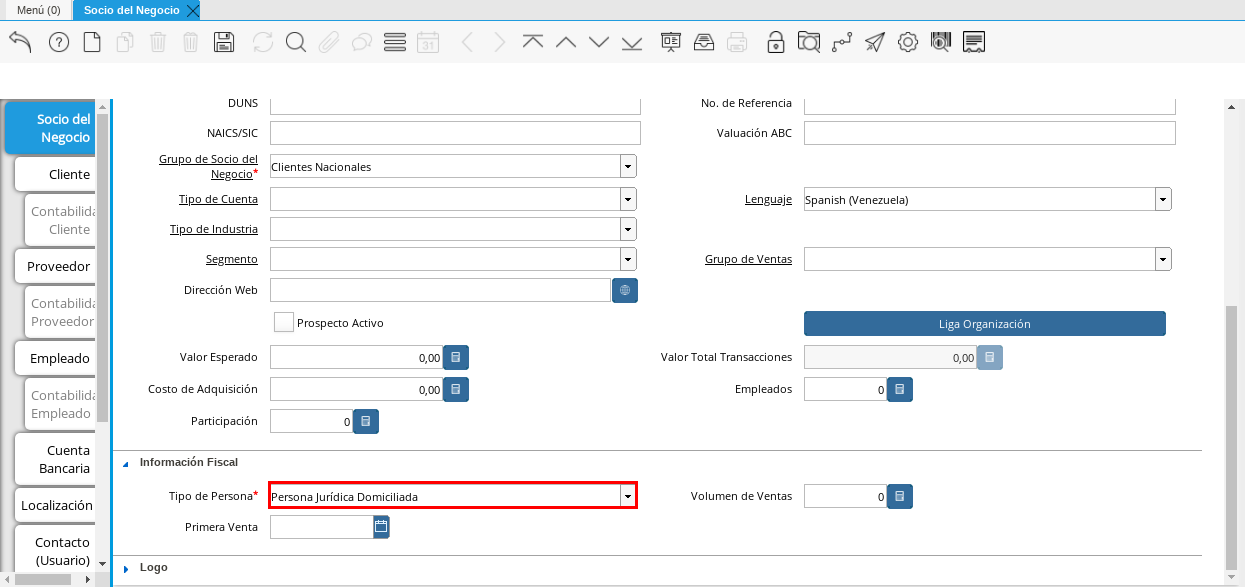 Menú (0)
Socio del Negocio
31
Socio del
Negocio
Cliente
Contabilida
Cliente
Proveedor
Contabilida
Proveedor
Empleado
Contabilida
Empleado
Cuenta
Bancaria
Localización
Contacto
(Usuario)
DUNS
No. de Referencia
NAICS/SIC
Valuación ABC
Grupo de Socio del
Negocio*
Clientes Nacionales
Tipo de Cuenta
Lenguaje
Spanish (Venezuela)
Tipo de Industria
Segmento
Grupo de Ventas
Dirección Web
Prospecto Activo
Liga Organización
Valor Esperado
0,00
Valor Total Transacciones
0,00
Costo de Adquisición
0,00
Empleados
0
Participación
0
Información Fiscal
Tipo de Persona*
Persona Jurídica Domiciliada
Volumen de Ventas
0
Primera Venta
Logo